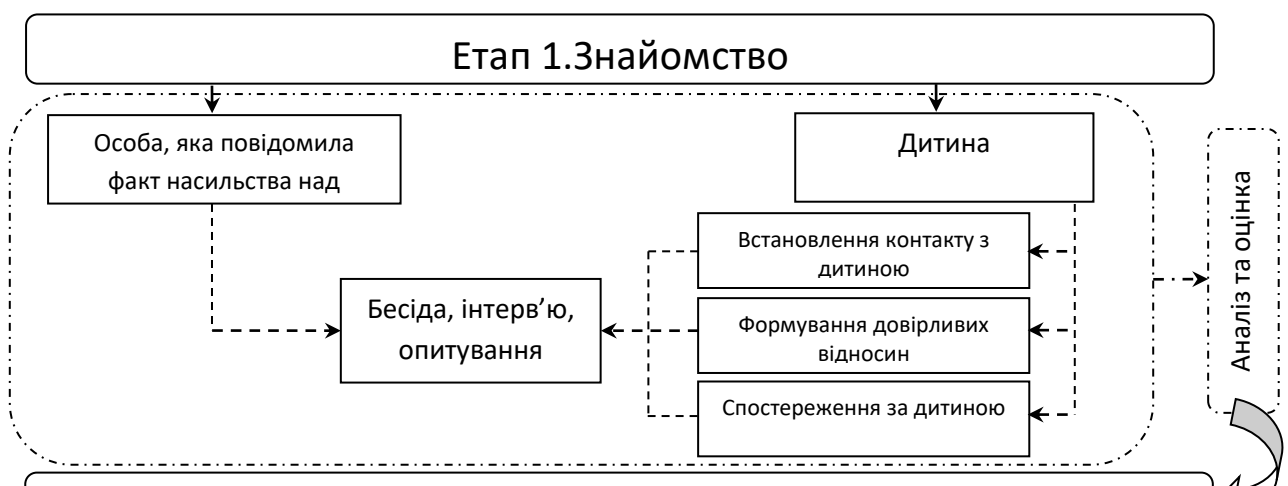 Етап 1.Знайомство
Особа, яка повідомила
факт насильства над
Дитина
Встановлення контакту з
дитиною
Бесіда, інтерв’ю,
опитування
Формування довірливих
відносин
Спостереження за дитиною
Аналіз та оцінка